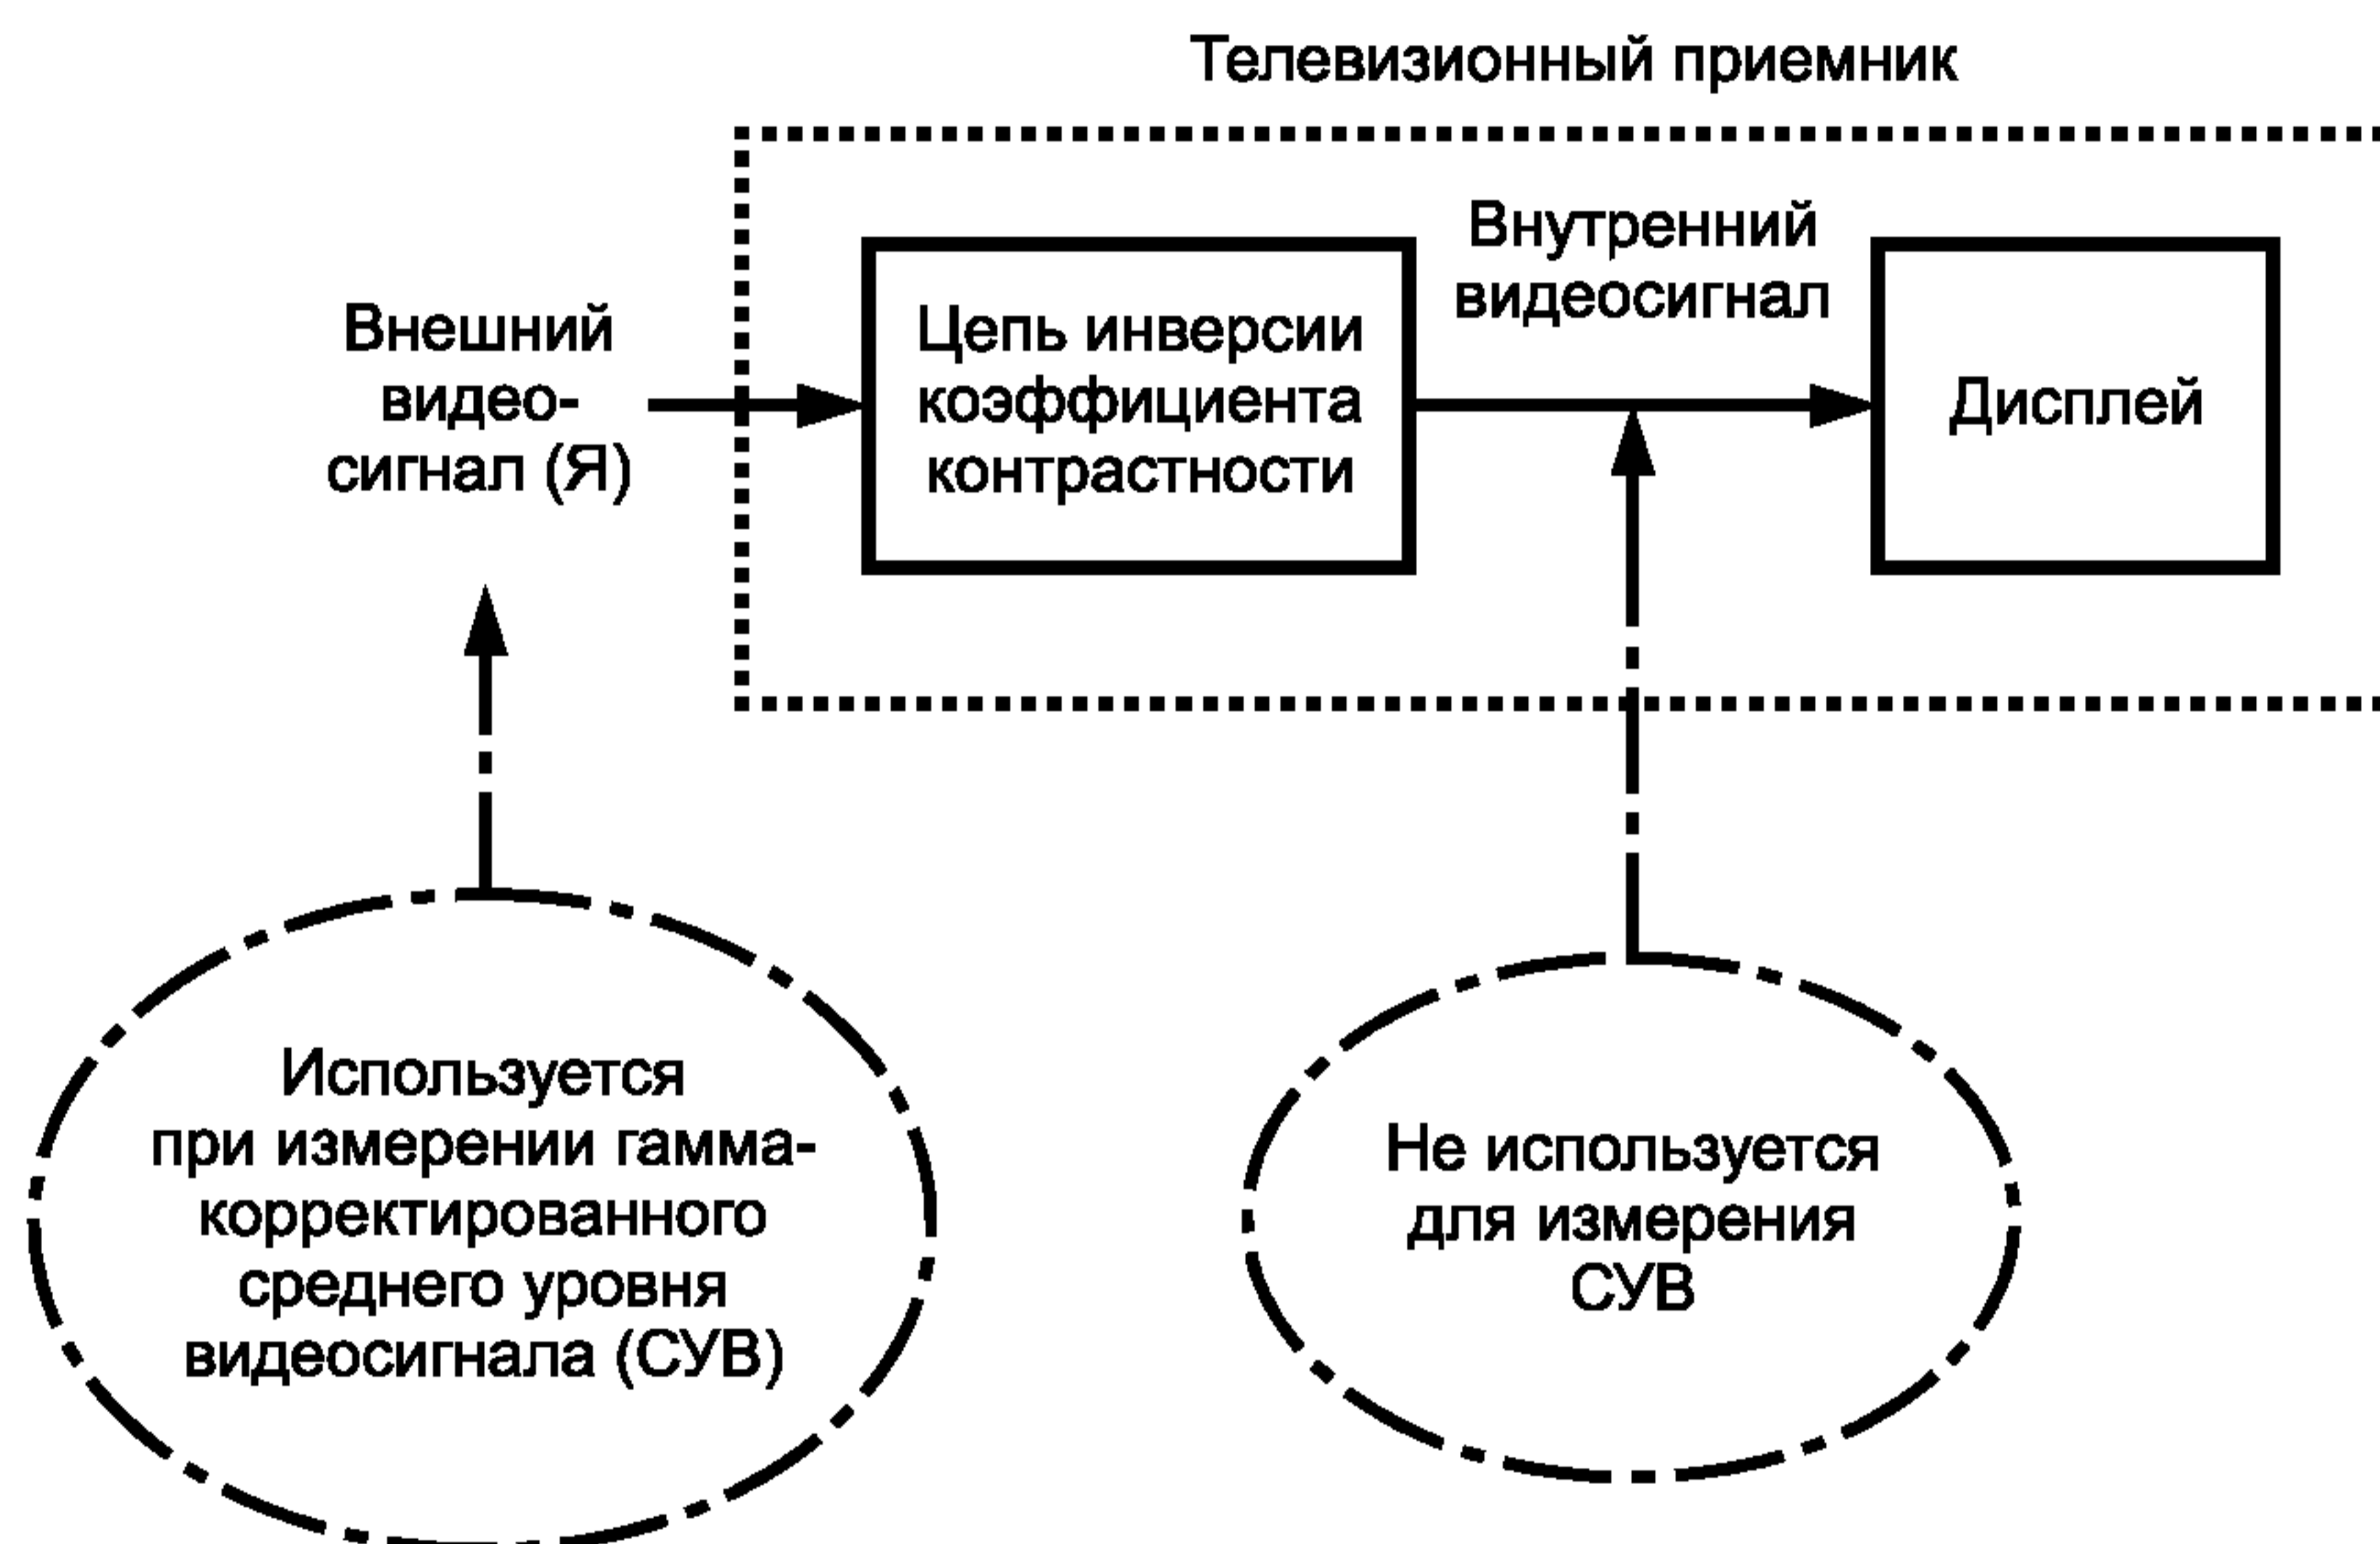 Телевизионный приемник
Внешний
видео-
сигнал (Я)
Цепь инверсии
коэффициента
контрастности
Внутренний
видеосигнал
Дисплей
Используется
при измерении гамма-
корректированного
среднего уровня
видеосигнала (СУВ)
Не используется
для измерения
СУВ